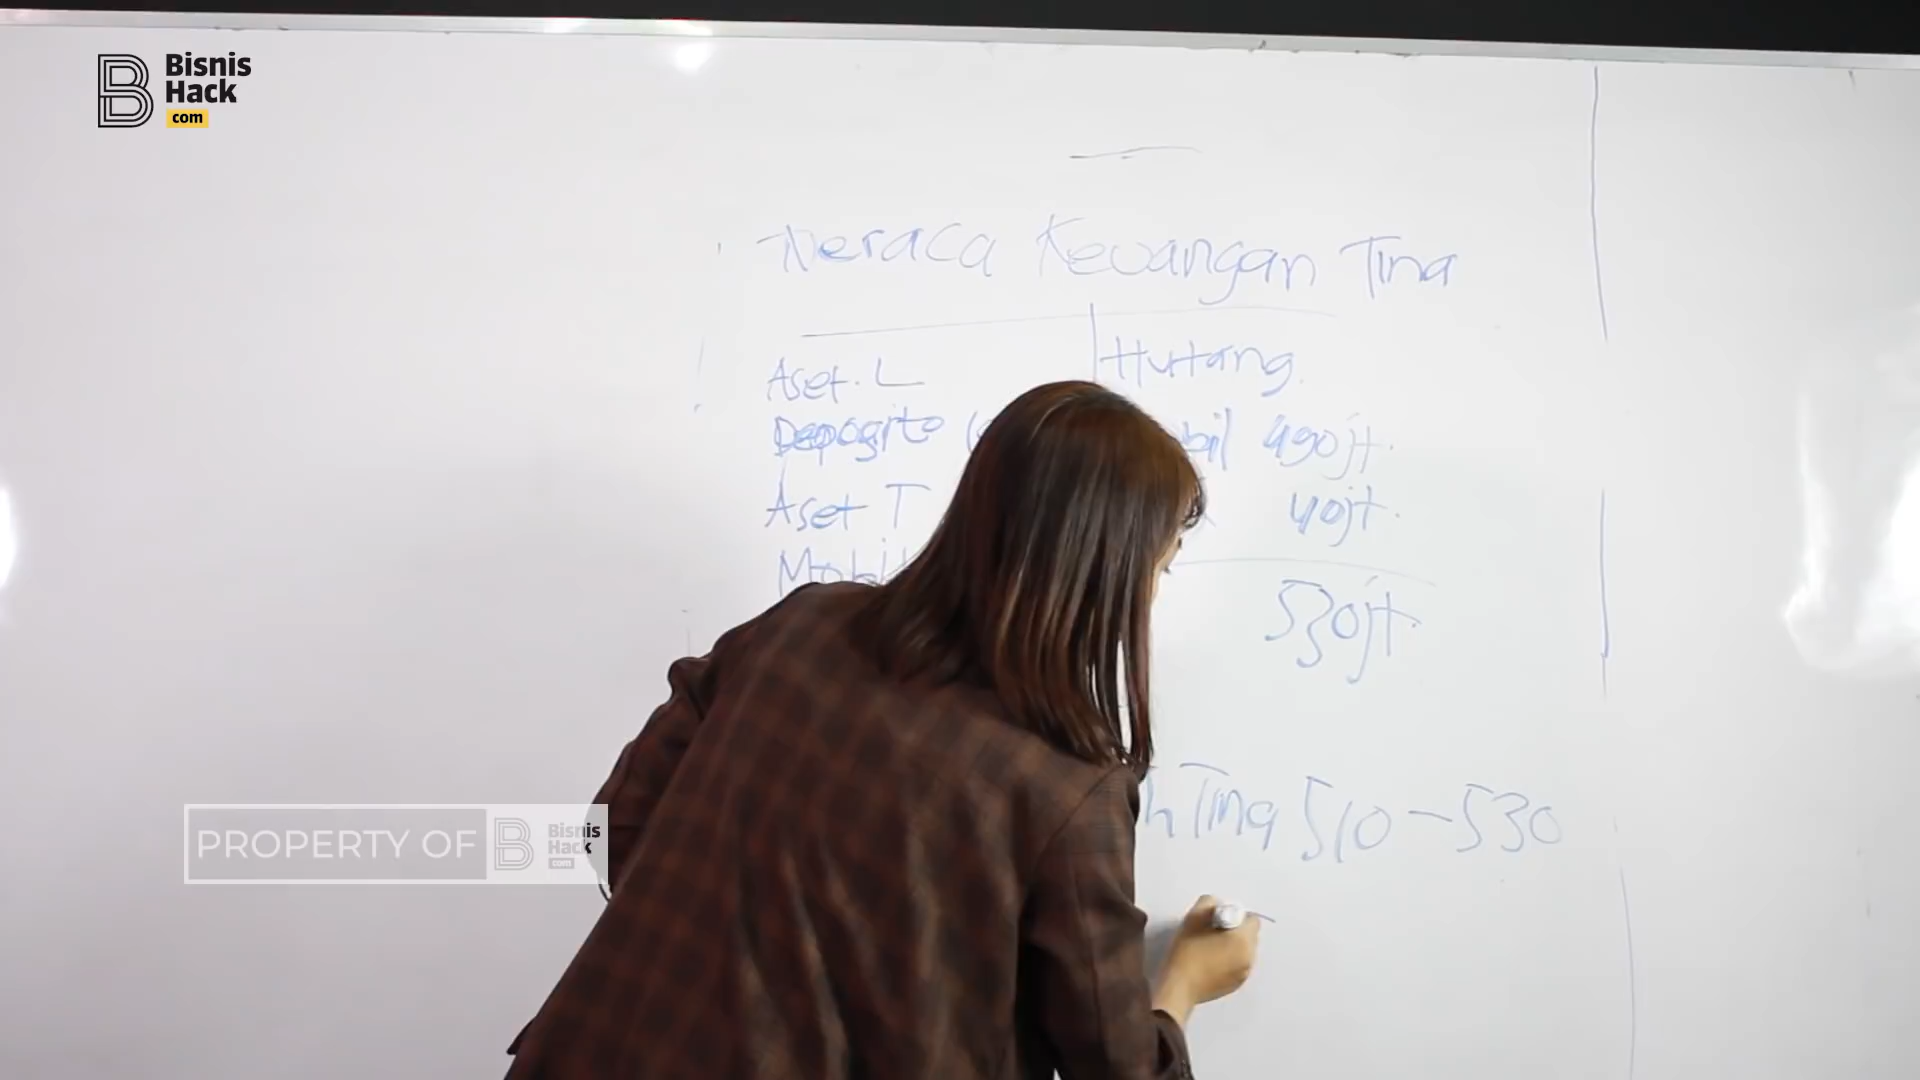 Bisnis
Hack
com
Neraca Keuangan Tina
Aset. L
Hutang.
Deposito
490jt.
Aset T
40jt.
Mobil
530jt.
Tina 510-530
PROPERTY OF B Bisnis
Hack
com